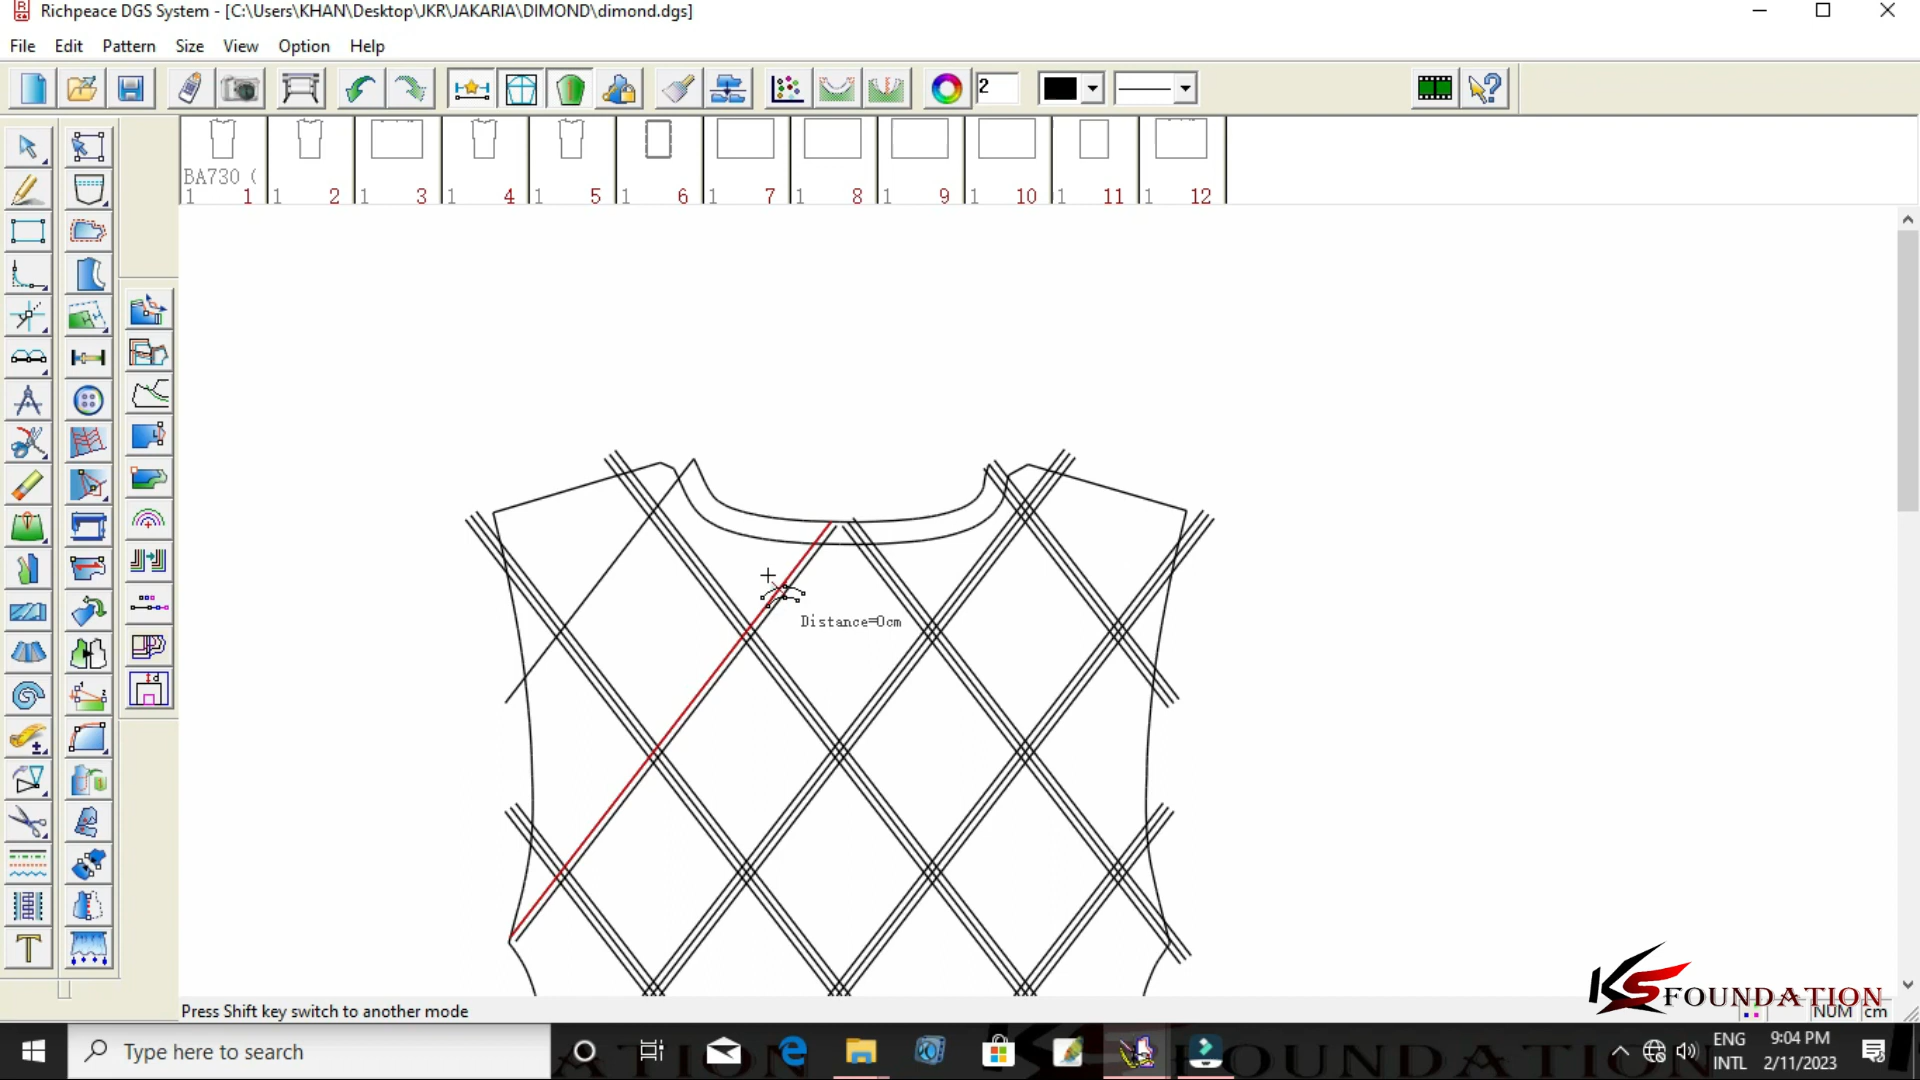 Richpeace DGS System - [C:\Users\KHAN\Desktop\JKR\JAKARIA\DIMOND\dimond.dgs]
File Edit Pattern Size View Option Help
2
BA730 (
1 1 1 2 1 3 1 4 1 5 1 6 1 7 1 8 1 9 1 10 1 11 1 12
Distance=0cm
T
KS FOUNDATION
Press Shift key switch to another mode
NUM cm
Type here to search
ENG
INTL
9:04 PM
2/11/2023